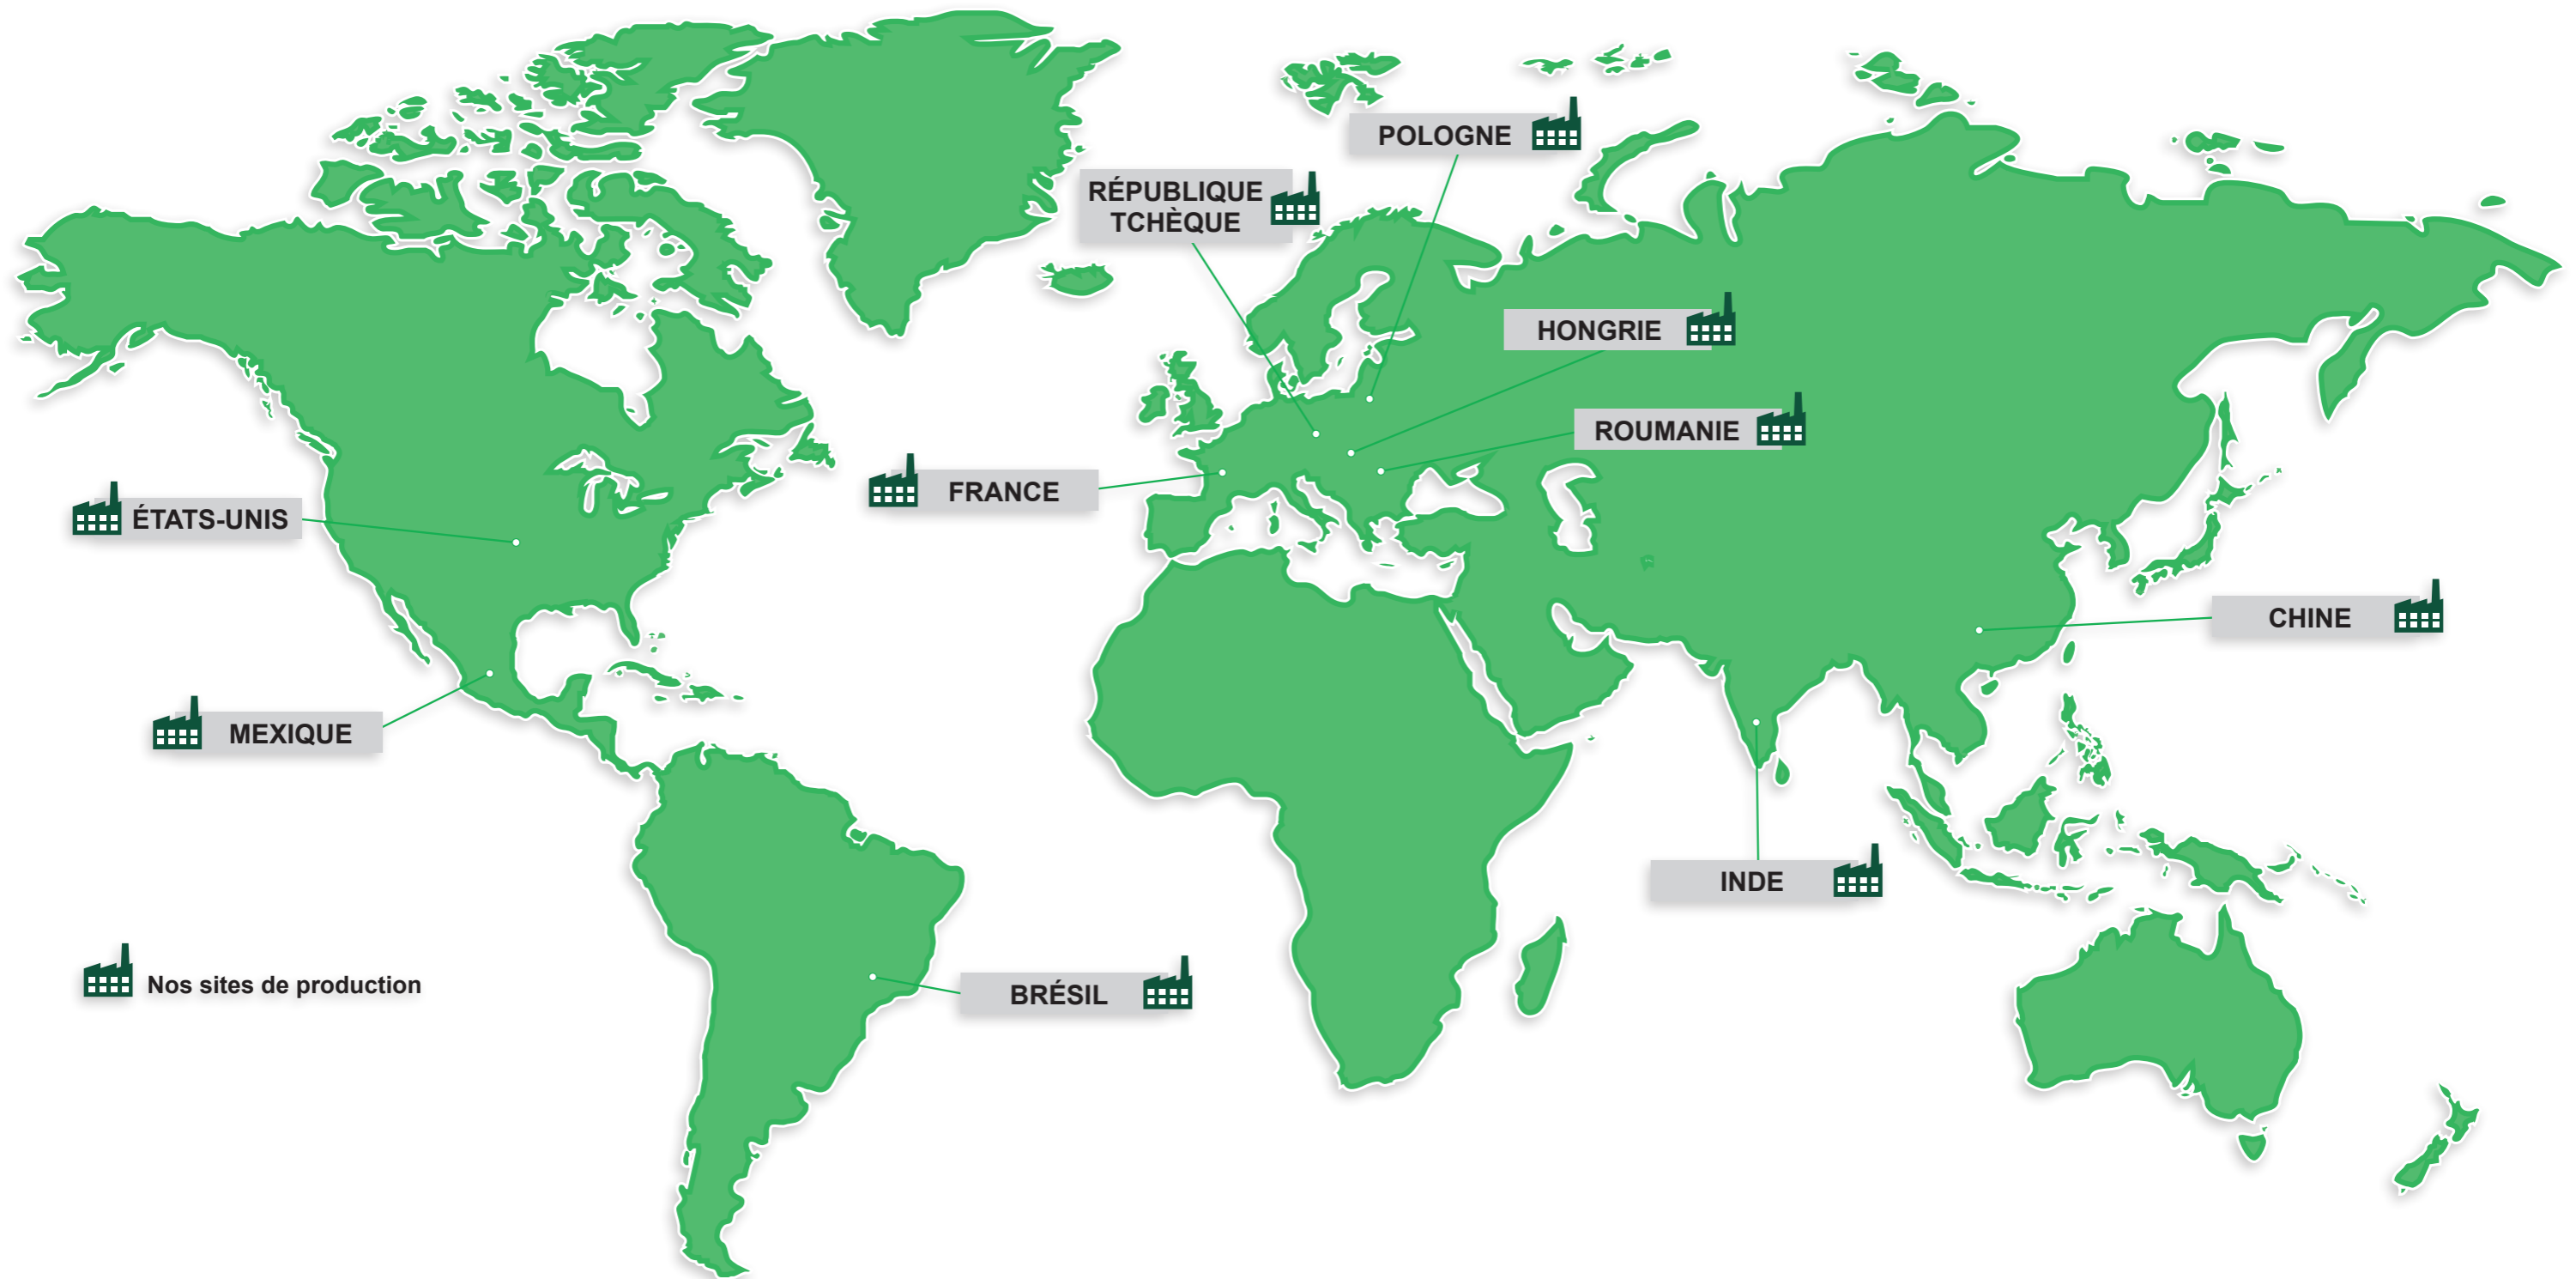 POLOGNE
RÉPUBLIQUE
TCHÈQUE
HONGRIE
ROUMANIE
FRANCE
ÉTATS-UNIS
CHINE
MEXIQUE
INDE
BRÉSIL
Nos sites de production